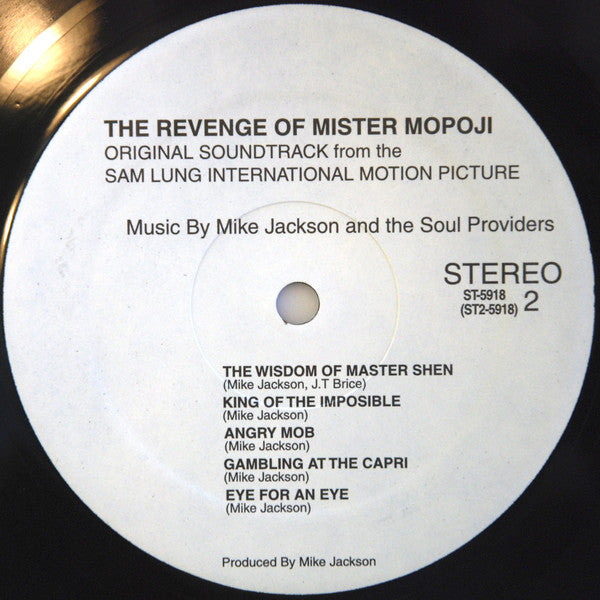 THE REVENGE OF MISTER MOPOJI
ORIGINAL SOUNDTRACK from the
SAM LUNG INTERNATIONAL MOTION PICTURE
Music By Mike Jackson and the Soul Providers
STEREO
ST-5918
(ST2-5918) 2
THE WISDOM OF MASTER SHEN
(Mike Jackson, J.T Brice)
KING OF THE IMPOSIBLE
(Mike Jackson)
ANGRY MOB
(Mike Jackson)
GAMBLING AT THE CAPRI
(Mike Jackson)
EYE FOR AN EYE
(Mike Jackson)
Produced By Mike Jackson